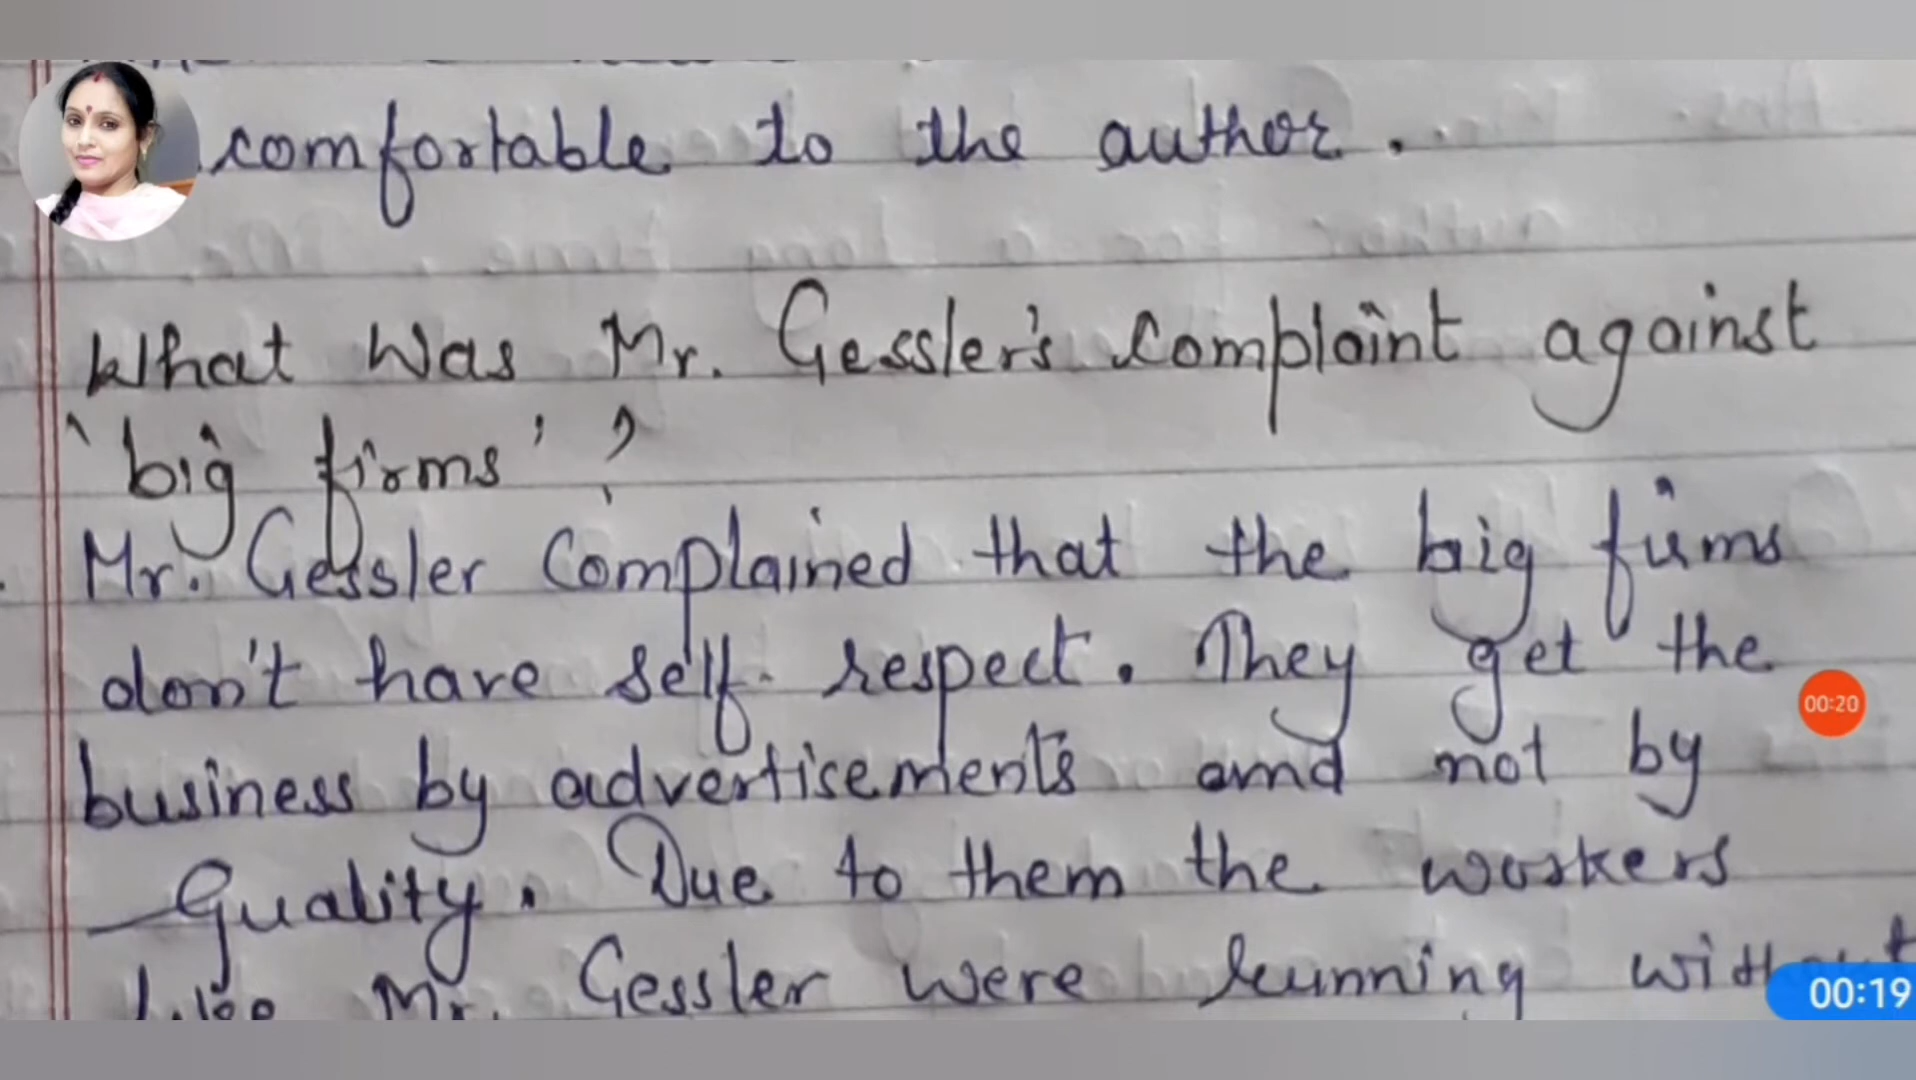 comfortable to the author.
What Was Mr. Gessler's Complaint against
'big firms'?
Mr. Gessler Complained that the big firms
don't have self-respect. They get the
00:20
business by advertisements and not by
Quality. Due to them the workers
Like Mr. Gessler were running without
00:19